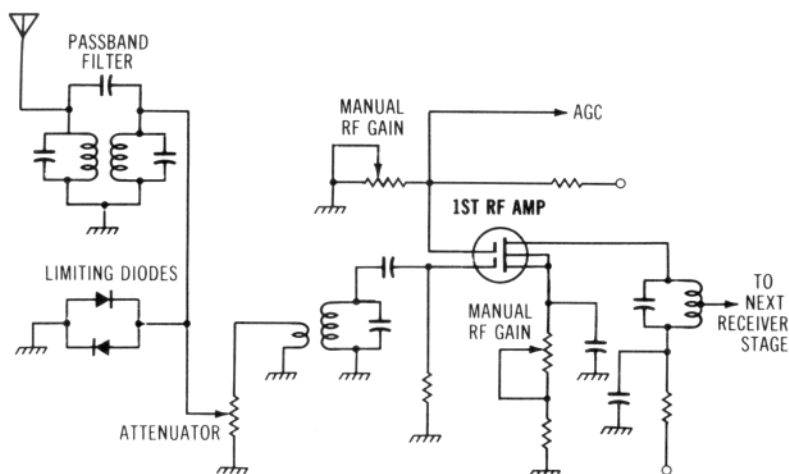 PASSBAND
FILTER
MANUAL
RF GAIN
AGC
1ST RF AMP
LIMITING DIODES
MANUAL
RF GAIN
TO
NEXT
RECEIVER
STAGE
ATTENUATOR